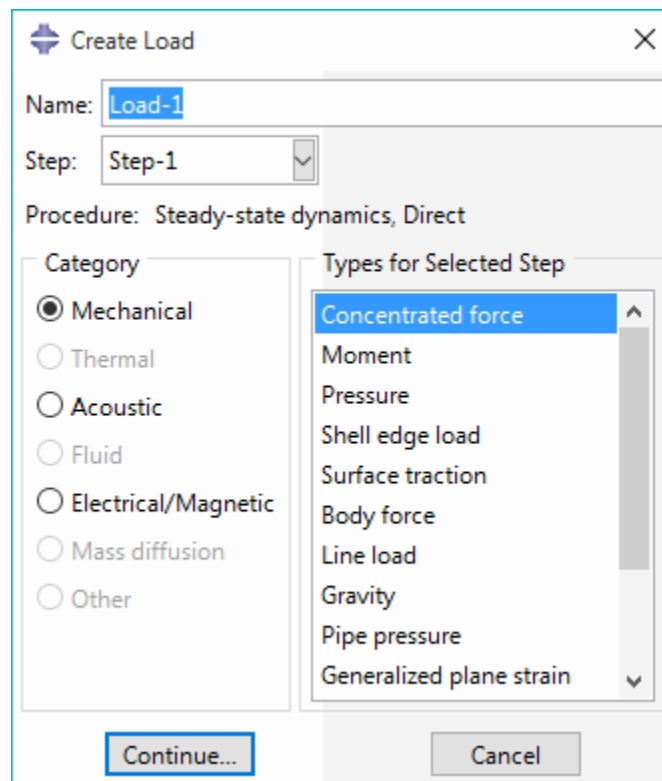 Create Load
Name: Load-1
Step: Step-1
Procedure: Steady-state dynamics, Direct
Category
Mechanical
Thermal
Acoustic
Fluid
Electrical/Magnetic
Mass diffusion
Other
Types for Selected Step
Concentrated force
Moment
Pressure
Shell edge load
Surface traction
Body force
Line load
Gravity
Pipe pressure
Generalized plane strain
Continue... Cancel